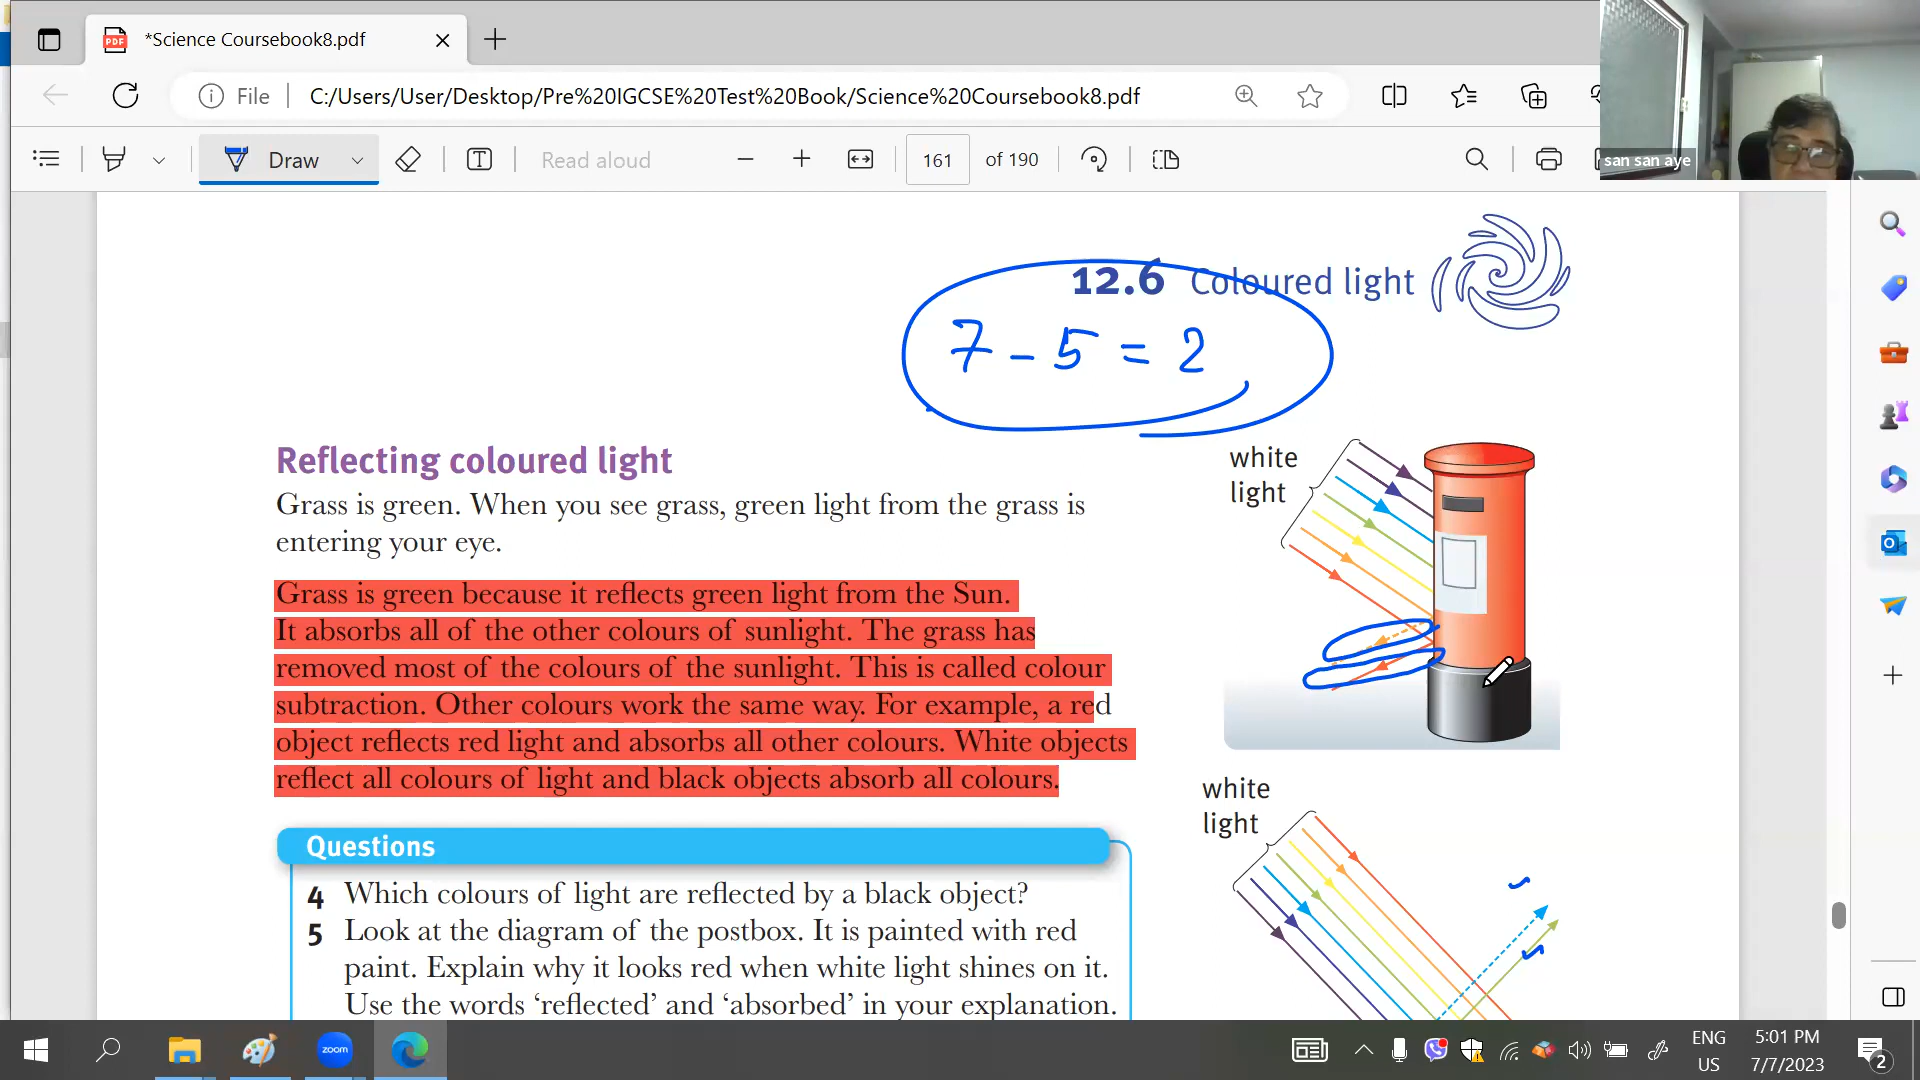 *Science Coursebook8.pdf
File
C:/Users/User/Desktop/Pre%20IGCSE%20Test%20Book/Science%20Coursebook8.pdf
Draw
Read aloud
161
of 190
san san aye
12.6 Coloured light
7 - 5 = 2
Reflecting coloured light
Grass is green. When you see grass, green light from the grass is
entering your eye.
Grass is green because it reflects green light from the Sun.
It absorbs all of the other colours of sunlight. The grass has
removed most of the colours of the sunlight. This is called colour
subtraction. Other colours work the same way. For example, a red
object reflects red light and absorbs all other colours. White objects
reflect all colours of light and black objects absorb all colours.
white
light
white
light
Questions
4 Which colours of light are reflected by a black object?
5 Look at the diagram of the postbox. It is painted with red
paint. Explain why it looks red when white light shines on it.
Use the words ‘reflected’ and ‘absorbed’ in your explanation.
zoom
ENG
US
5:01 PM
7/7/2023
2